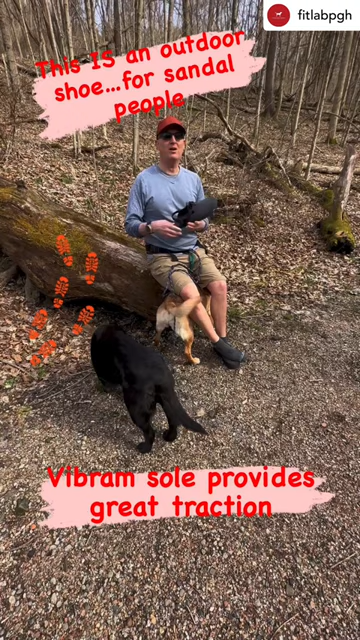 fitlabpgh
This IS an outdoor
shoe...for sandal
people
Vibram sole provides
great traction